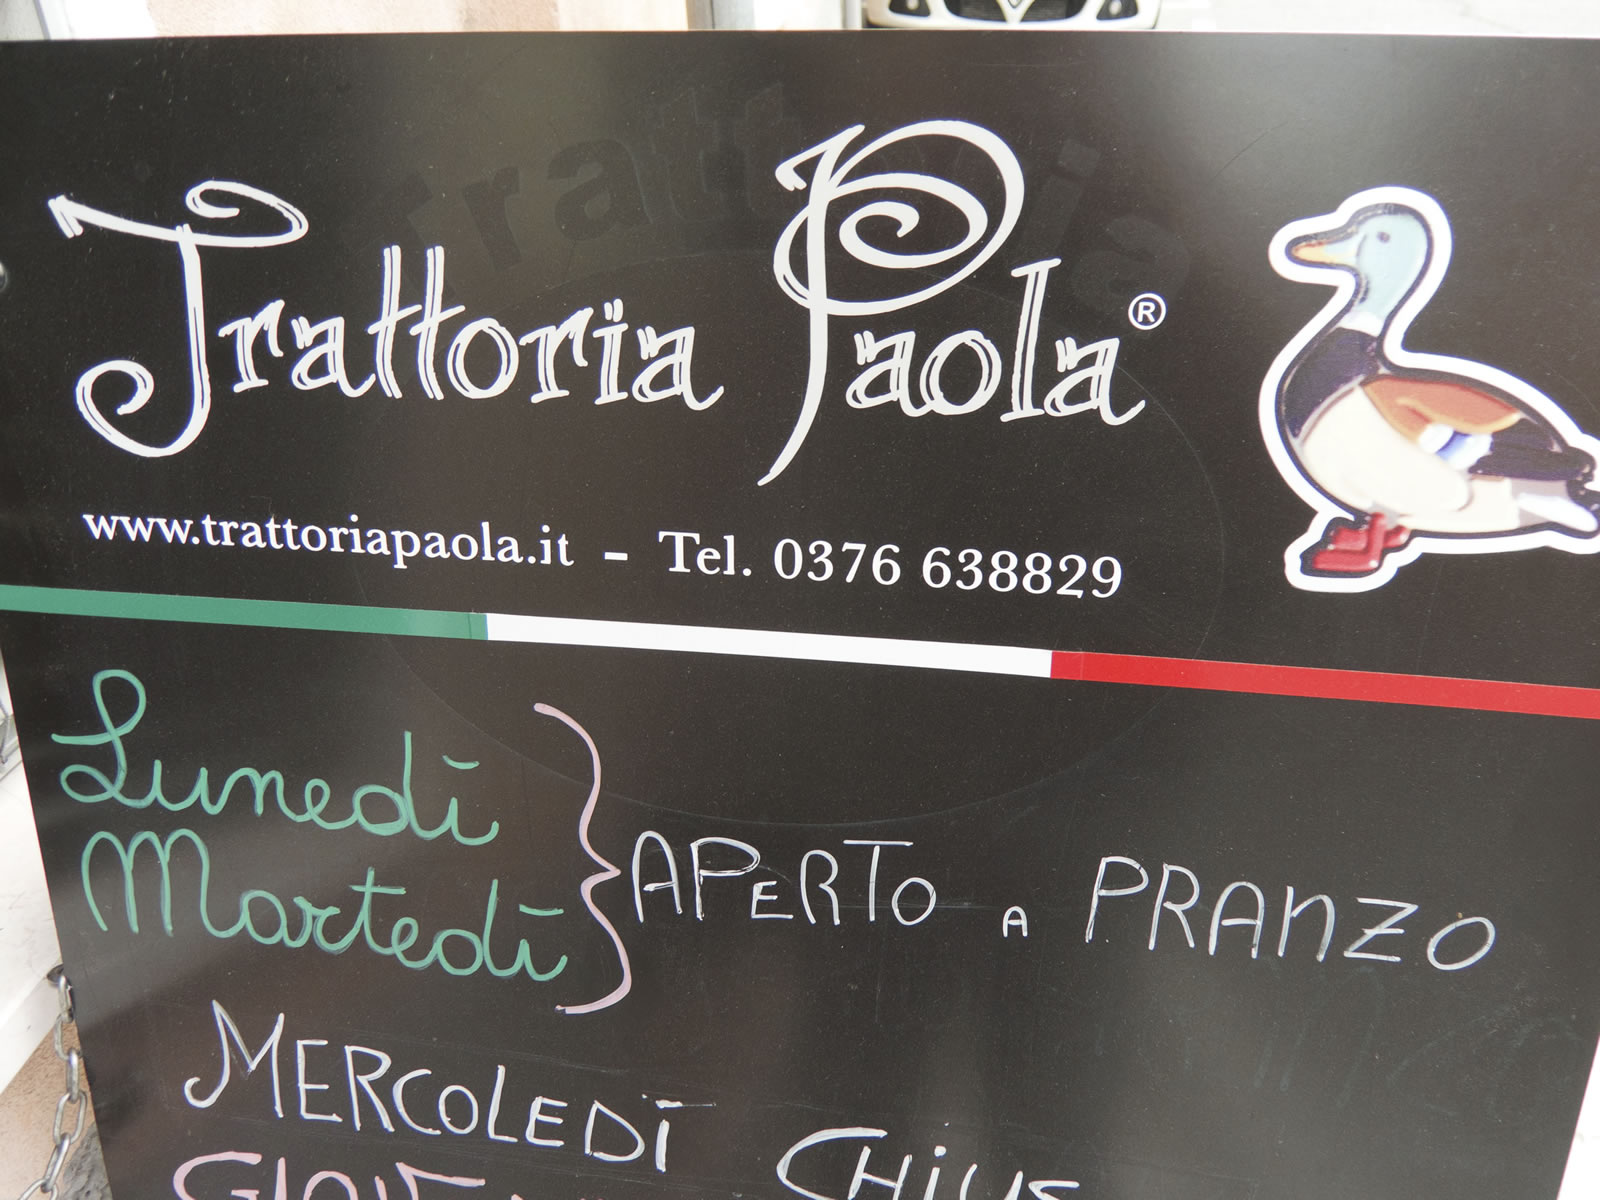 Trattoria Paola®
www.trattoriapaola.it - Tel. 0376 638829
Lunedì
Martedì
APERTO A PRANZO
MERCOLEDÌ